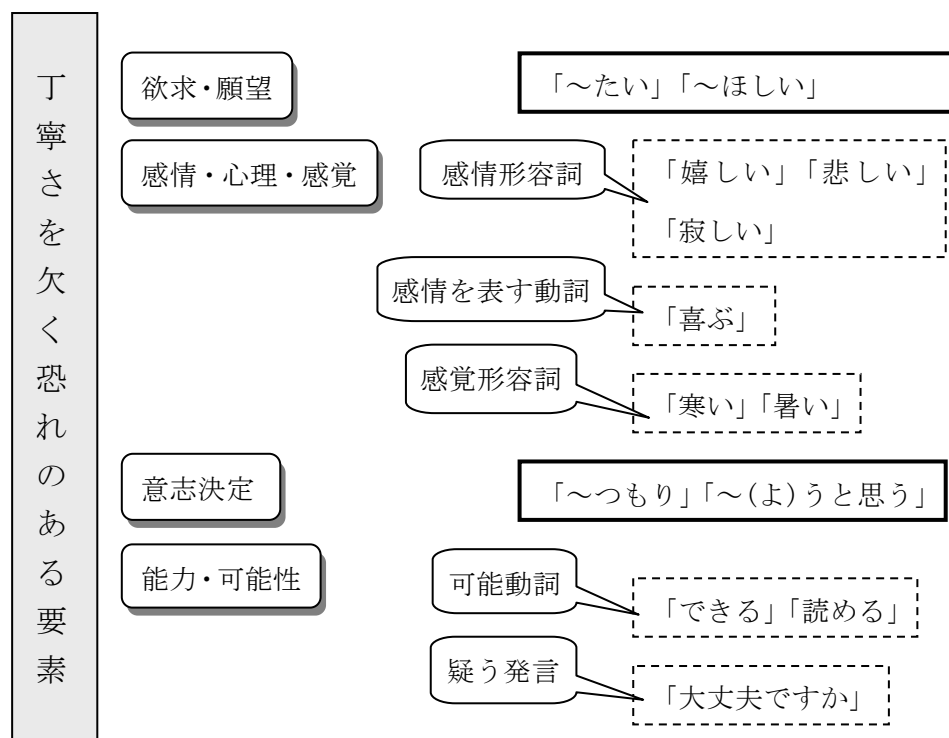 丁寧さを欠く恐れのある要素
欲求・願望
「～たい」「～ほしい」
感情・心理・感覚
感情形容詞
「嬉しい」「悲しい」
「寂しい」
感情を表す動詞
「喜ぶ」
感覚形容詞
「寒い」「暑い」
意志決定
「～つもり」「～(よ)うと思う」
能力・可能性
可能動詞
「できる」「読める」
疑う発言
「大丈夫ですか」